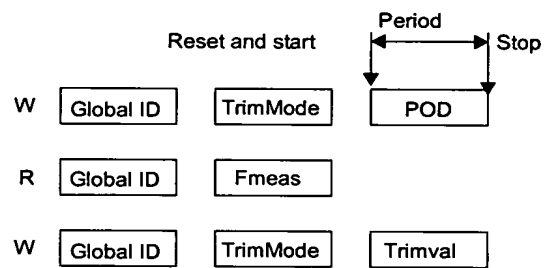 Period
Reset and start Stop
W Global ID TrimMode POD
R Global ID Fmeas
W Global ID TrimMode Trimval